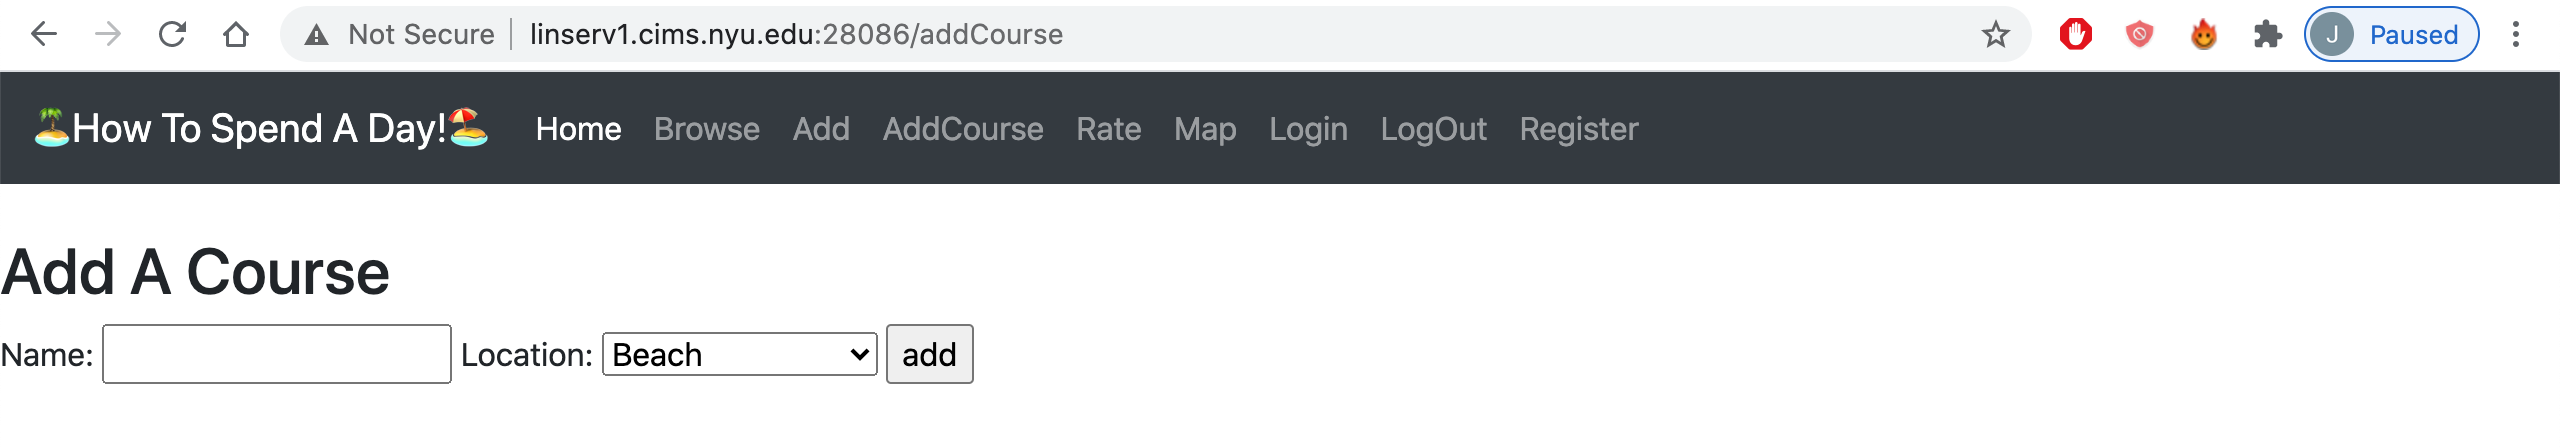 Not Secure | linserv1.cims.nyu.edu:28086/addCourse J Paused
🏝️How To Spend A Day!🏖️ Home Browse Add AddCourse Rate Map Login LogOut Register
Add A Course
Name: Location: Beach add